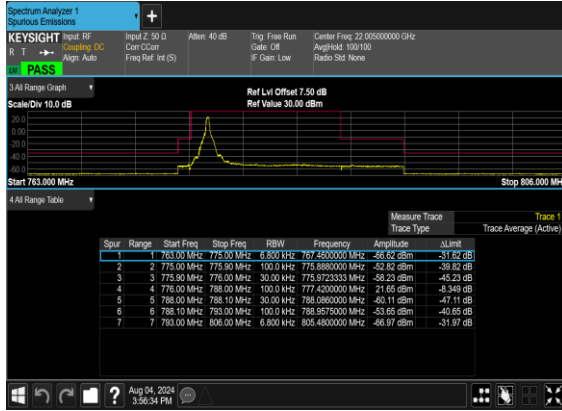 Spectrum Analyzer 1
Spurious Emissions
+
KEYSIGHT Input: RF Input Z: 50 Ω Atten: 40 dB Trig: Free Run Center Freq: 22.005000000 GHz
R T Coupling: DC Corr CCorr Gate: Off Avg|Hold: 100/100
Align: Auto Freq Ref: Int (S) IF Gain: Low Radio Std: None
PASS
3 All Range Graph
Ref Lvl Offset 7.50 dB
Scale/Div 10.0 dB Ref Value 30.00 dBm
20.0
0.00
-20.0
-40.0
-60.0
Start 763.000 MHz Stop 806.000 MH
4 All Range Table
Measure Trace Trace 1
Trace Type Trace Average (Active)
Spur Range Start Freq Stop Freq RBW Frequency Amplitude ΔLimit
1 1 763.00 MHz 775.00 MHz 6.800 kHz 767.4600000 MHz -66.62 dBm -31.62 dB
2 2 775.00 MHz 775.90 MHz 100.0 kHz 775.8880000 MHz -52.82 dBm -39.82 dB
3 3 775.90 MHz 776.00 MHz 30.00 kHz 775.9723333 MHz -58.23 dBm -45.23 dB
4 4 776.00 MHz 788.00 MHz 100.0 kHz 777.4200000 MHz 21.65 dBm -8.349 dB
5 5 788.00 MHz 788.10 MHz 30.00 kHz 788.0860000 MHz -60.11 dBm -47.11 dB
6 6 788.10 MHz 793.00 MHz 100.0 kHz 788.9575000 MHz -53.65 dBm -40.65 dB
7 7 793.00 MHz 806.00 MHz 6.800 kHz 805.4800000 MHz -66.97 dBm -31.97 dB
? Aug 04, 2024
3:56:34 PM